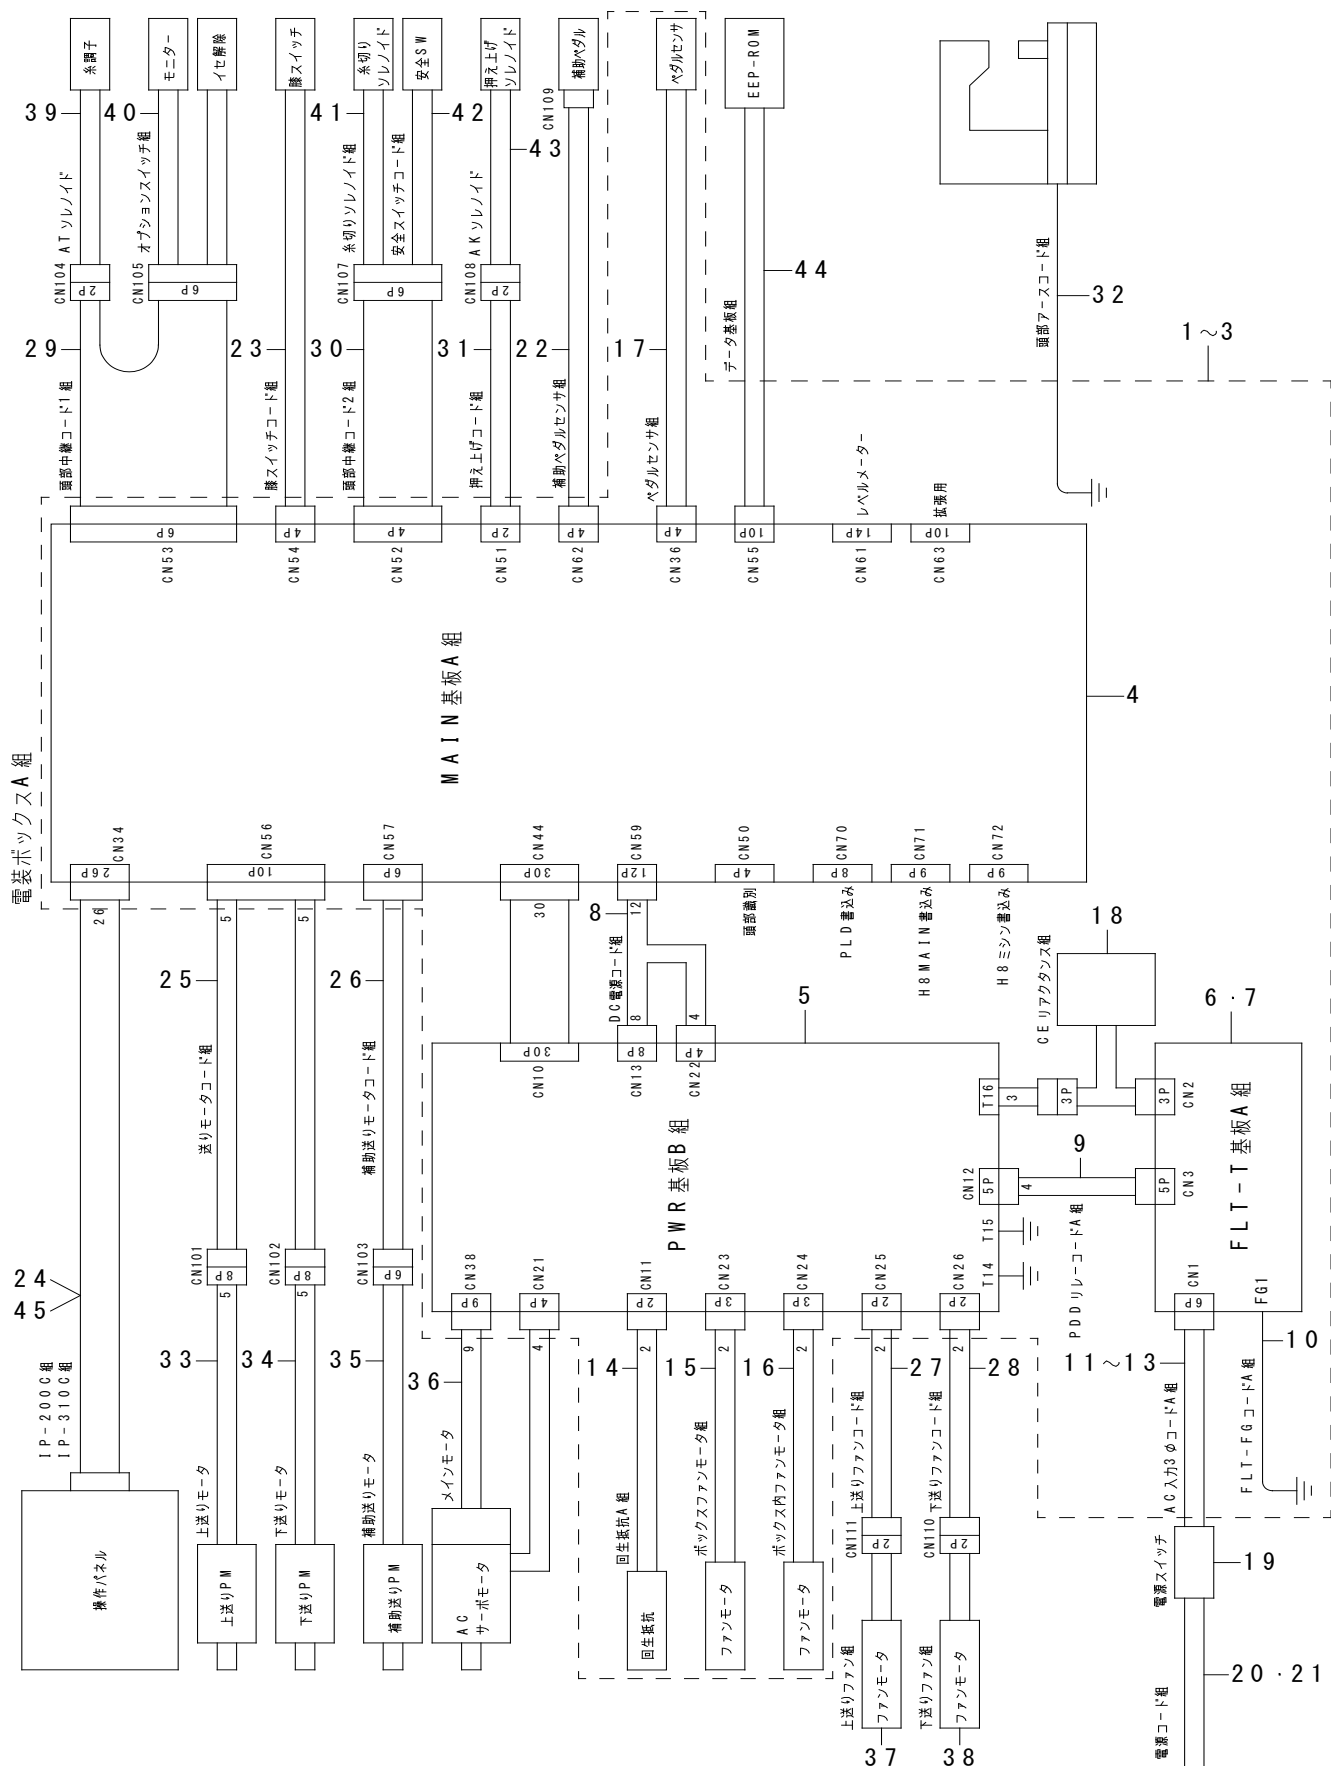 糸調子
モニター
イセ解除
膝スイッチ
糸切り
ソレノイド
安全SW
押え上げ
ソレノイド
補助ペダル
ペダルセンサ
EEP-ROM
CN109
39
40
41
42
43
ATソレノイド
オプションスイッチ組
糸切りソレノイド組
安全スイッチコード組
AKソレノイド
CN104
2P
CN105
6P
CN107
6P
CN108
2P
44
32
頭部アースコード組
1~3
29
23
30
31
22
17
データ基板組
頭部中継コード1組
膝スイッチコード組
頭部中継コード2組
押え上げコード組
補助ペダルセンサ組
ペダルセンサ組
レベルメーター
拡張用
6P
4P
4P
2P
4P
4P
10P
14P
10P
CN53
CN54
CN52
CN51
CN62
CN36
CN55
CN61
CN63
MAIN基板A組
4
電装ボックスA組
CN34
CN56
CN57
CN44
CN59
CN50
CN70
CN71
CN72
26P
10P
6P
30P
12P
4P
8P
9P
9P
26
5
5
30
8
12
頭部識別
PLD書込み
H8MAIN書込み
H8ミシン書込み
18
25
26
DC電源コード組
5
CEリアクタンス組
6・7
8
4
30P
8P
4P
CN10
CN13
CN22
送りモータコード組
補助送りモータコード組
PWR基板B組
T16
3
3P
3P
CN2
FLT-T基板A組
9
CN12
5P
4
5P
CN3
T15
T14
PDDリレーコードA組
CN101
8P
CN102
8P
CN103
6P
5
5
24
45
CN38
CN21
CN11
CN23
CN24
CN25
CN26
9P
4P
2P
3P
3P
2P
2P
9
4
2
2
2
2
2
CN1
6P
FG1
10
11~13
33
34
35
36
14
15
16
27
28
IP-200C組
IP-310C組
上送りモータ
下送りモータ
補助送りモータ
メインモータ
回生抵抗A組
ボックスファンモータ組
ボックス内ファンモータ組
上送りファンコード組
下送りファンコード組
AC入力3φコードA組
FLT-FGコードA組
CN111
2P
CN110
2P
操作パネル
上送りPM
下送りPM
補助送りPM
AC
サーボモータ
回生抵抗
ファンモータ
ファンモータ
電源スイッチ
19
上送りファン組
ファンモータ
下送りファン組
ファンモータ
電源コード組
20・21
37
38